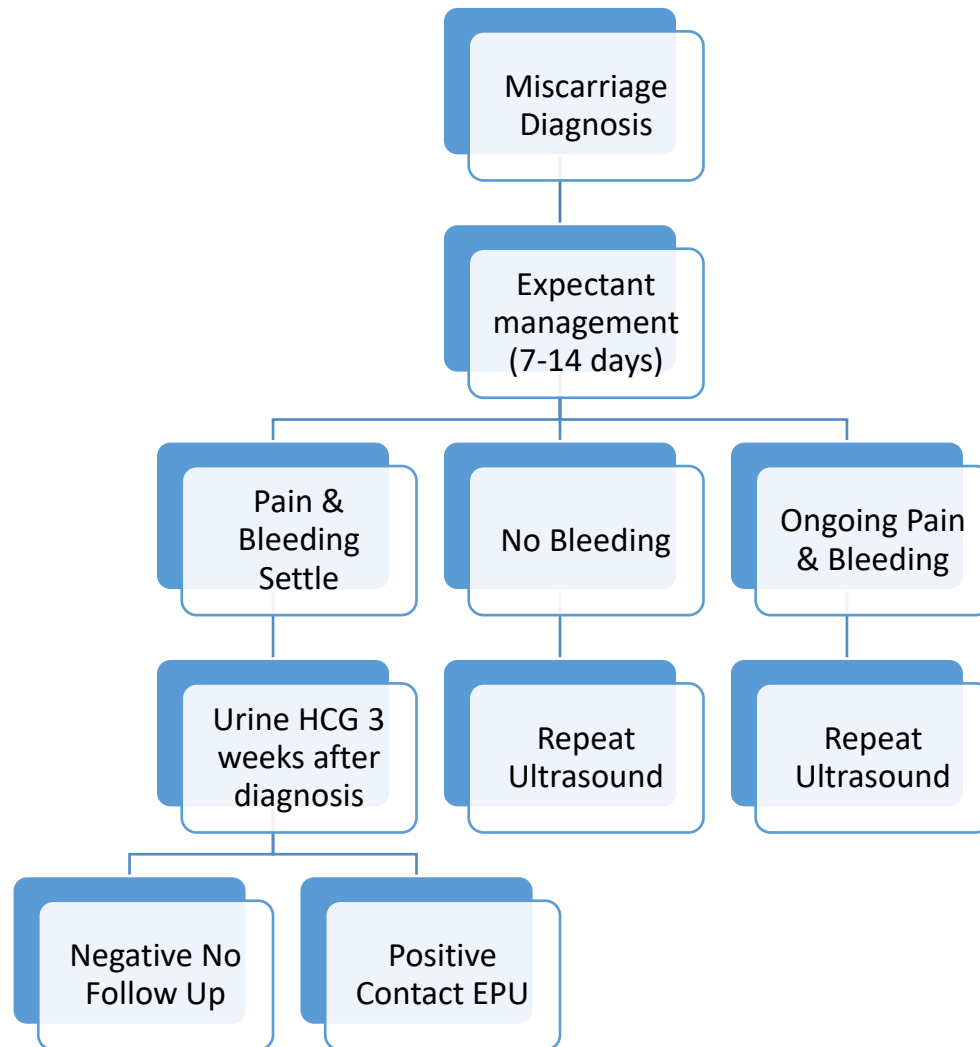 Miscarriage
Diagnosis
Expectant
management
(7-14 days)
Pain &
Bleeding
Settle
No Bleeding
Ongoing Pain
& Bleeding
Urine HCG 3
weeks after
diagnosis
Repeat
Ultrasound
Repeat
Ultrasound
Negative No
Follow Up
Positive
Contact EPU